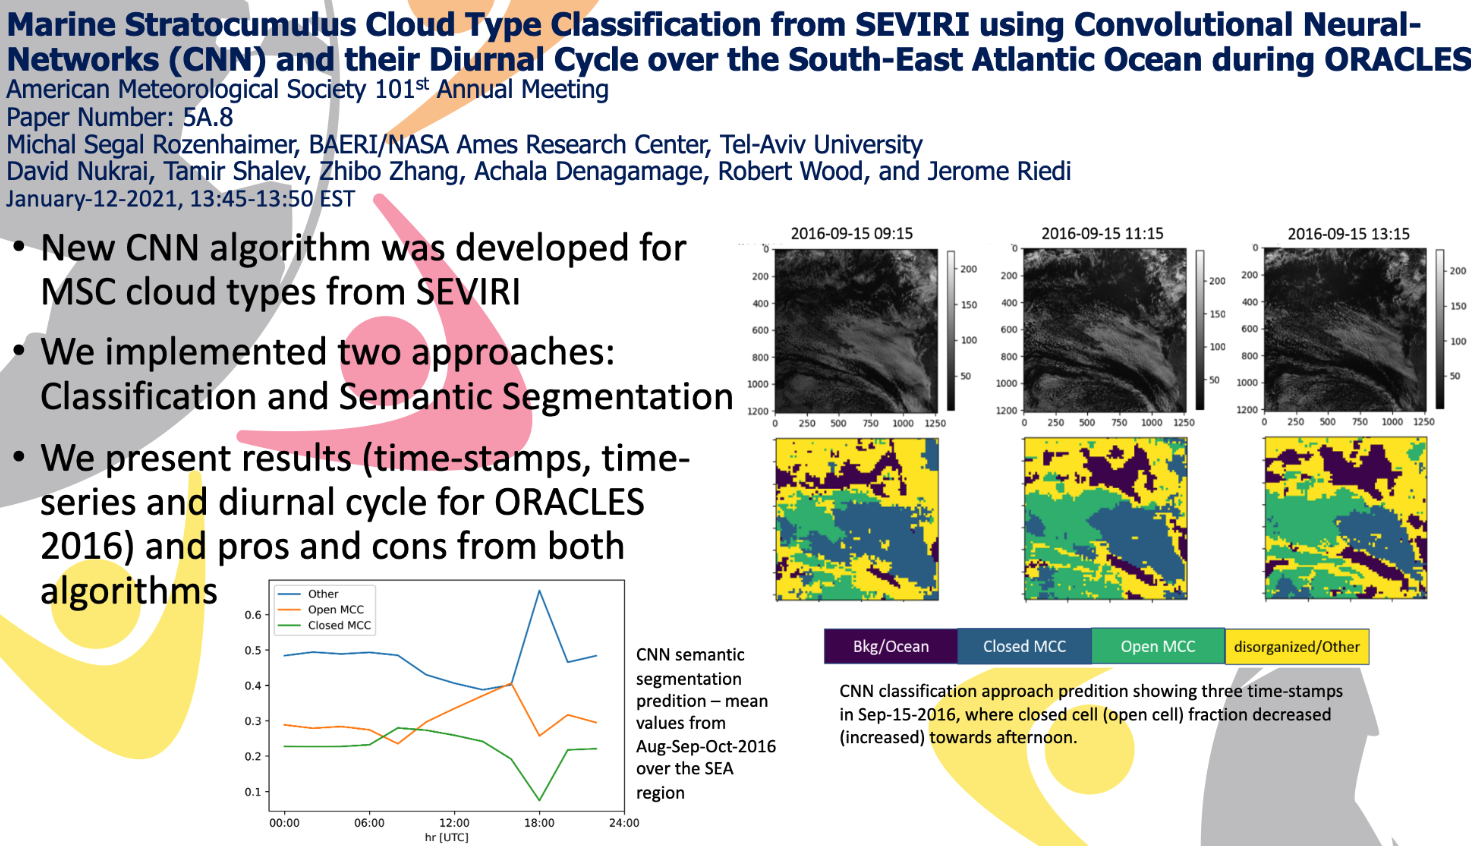 Marine Stratocumulus Cloud Type Classification from SEVIRI using Convolutional Neural-
Networks (CNN) and their Diurnal Cycle over the South-East Atlantic Ocean during ORACLES
American Meteorological Society 101st Annual Meeting
Paper Number: 5A.8
Michal Segal Rozenhaimer, BAERI/NASA Ames Research Center, Tel-Aviv University
David Nukrai, Tamir Shalev, Zhibo Zhang, Achala Denagamage, Robert Wood, and Jerome Riedi
January-12-2021, 13:45-13:50 EST
• New CNN algorithm was developed for
MSC cloud types from SEVIRI
• We implemented two approaches:
Classification and Semantic Segmentation
• We present results (time-stamps, time-
series and diurnal cycle for ORACLES
2016) and pros and cons from both
algorithms
Other
Open MCC
Closed MCC
0.6
0.5
0.4
0.3
0.2
0.1
00:00 06:00 12:00 18:00 24:00
hr [UTC]
CNN semantic
segmentation
predition – mean
values from
Aug-Sep-Oct-2016
over the SEA
region
2016-09-15 09:15
0
200
400
600
800
1000
1200
0 250 500 750 1000 1250
200
150
100
50
2016-09-15 11:15
0
200
400
600
800
1000
1200
0 250 500 750 1000 1250
200
150
100
50
2016-09-15 13:15
0
200
400
600
800
1000
1200
0 250 500 750 1000 1250
200
150
100
50
Bkg/Ocean Closed MCC Open MCC disorganized/Other
CNN classification approach predition showing three time-stamps
in Sep-15-2016, where closed cell (open cell) fraction decreased
(increased) towards afternoon.